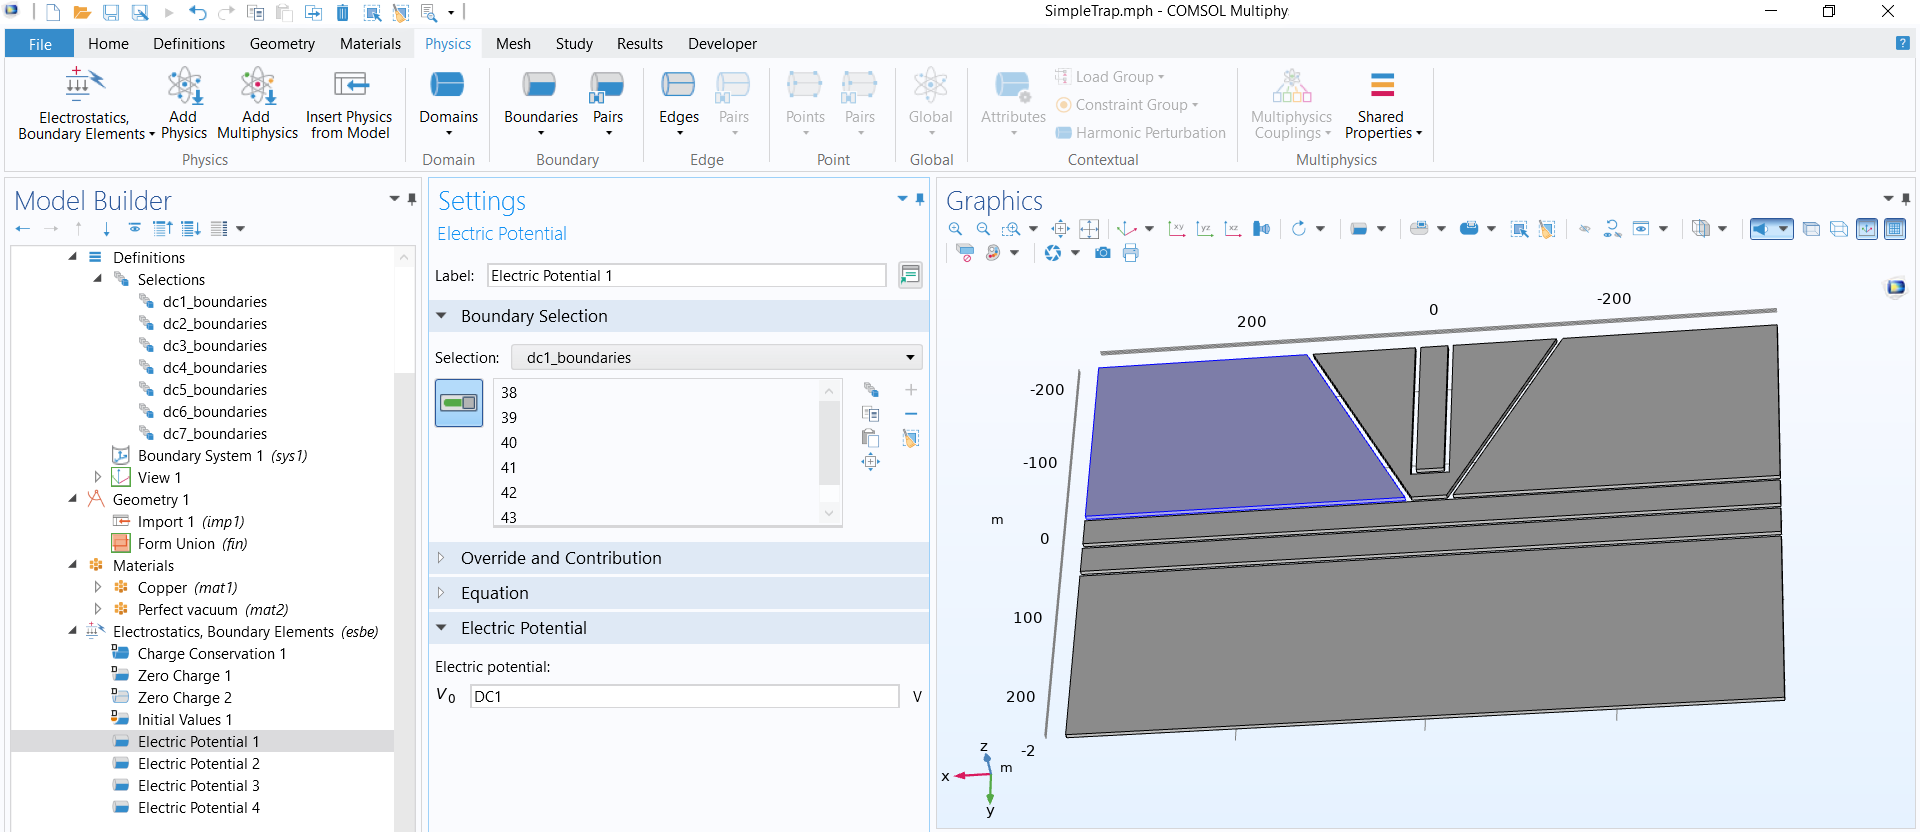 SimpleTrap.mph - COMSOL Multiphy
File Home Definitions Geometry Materials Physics Mesh Study Results Developer
Electrostatics, Boundary Elements
Add Physics
Add Multiphysics
Insert Physics from Model
Domains
Boundaries
Pairs
Edges
Pairs
Points
Pairs
Global
Attributes
Load Group
Constraint Group
Harmonic Perturbation
Multiphysics Couplings
Shared Properties
Physics Domain Boundary Edge Point Global Contextual Multiphysics
Model Builder
Definitions
Selections
dc1_boundaries
dc2_boundaries
dc3_boundaries
dc4_boundaries
dc5_boundaries
dc6_boundaries
dc7_boundaries
Boundary System 1 (sys1)
View 1
Geometry 1
Import 1 (imp1)
Form Union (fin)
Materials
Copper (mat1)
Perfect vacuum (mat2)
Electrostatics, Boundary Elements (esbe)
Charge Conservation 1
Zero Charge 1
Zero Charge 2
Initial Values 1
Electric Potential 1
Electric Potential 2
Electric Potential 3
Electric Potential 4
Settings
Electric Potential
Label: Electric Potential 1
Boundary Selection
Selection: dc1_boundaries
38
39
40
41
42
43
Override and Contribution
Equation
Electric Potential
Electric potential:
V0 DC1 V
Graphics
xy yz xz
200 0 -200
-200
-100
m
0
100
200
-2
m
z
x
y